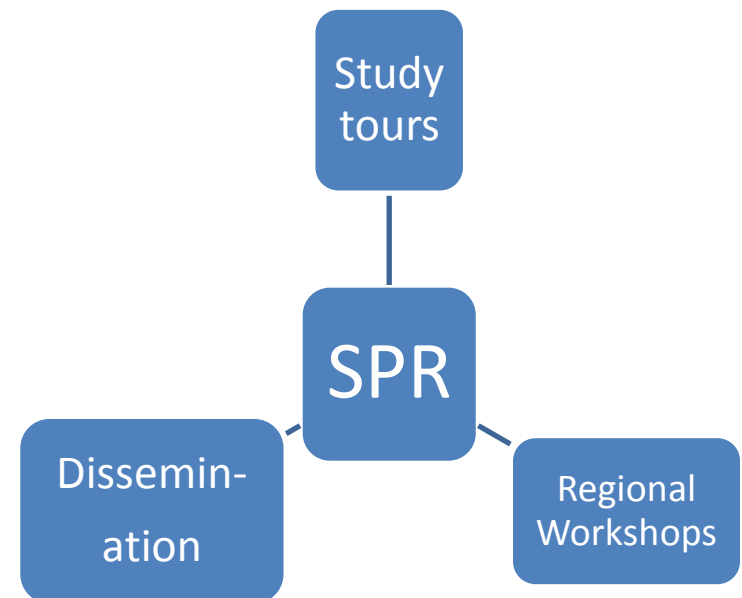 Study
tours
SPR
Dissemin-
ation
Regional
Workshops